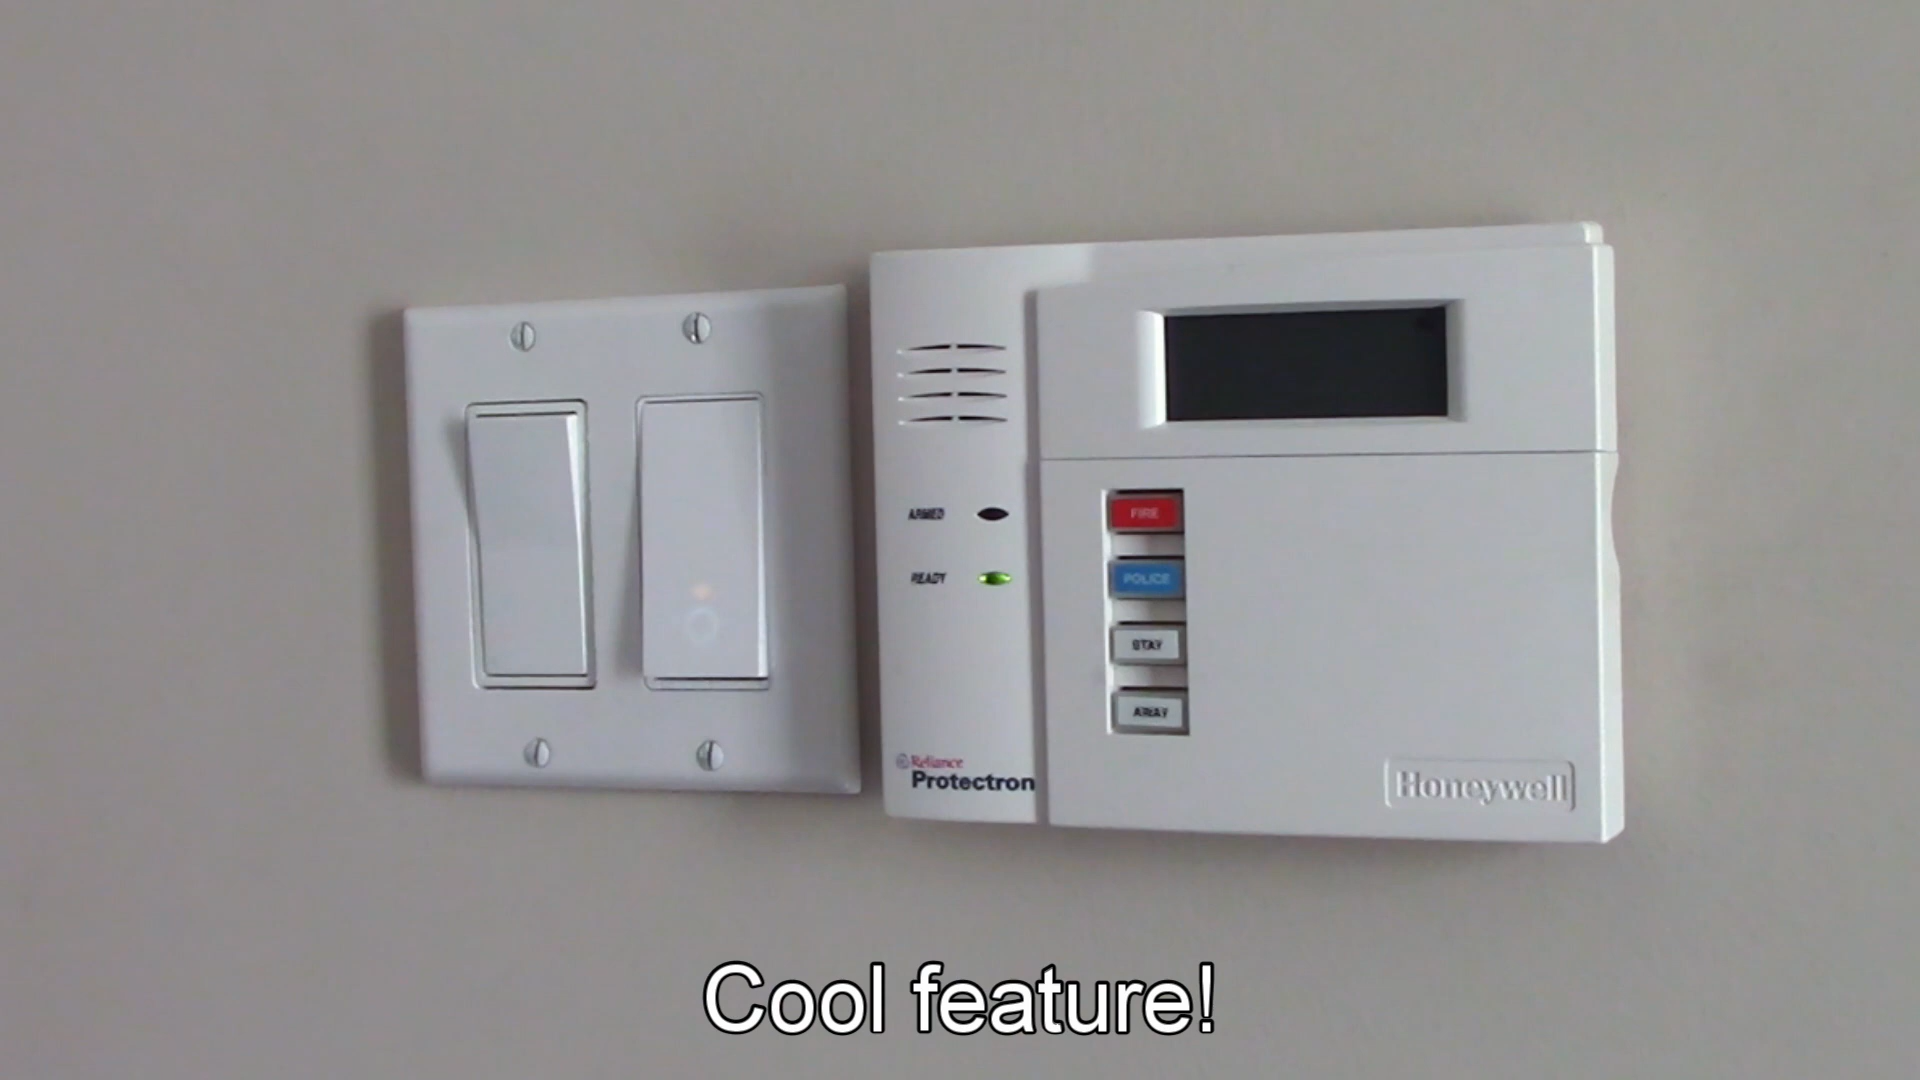 ARMED
READY
FIRE
POLICE
STAY
AWAY
Reliance
Protectron
Honeywell
Cool feature!